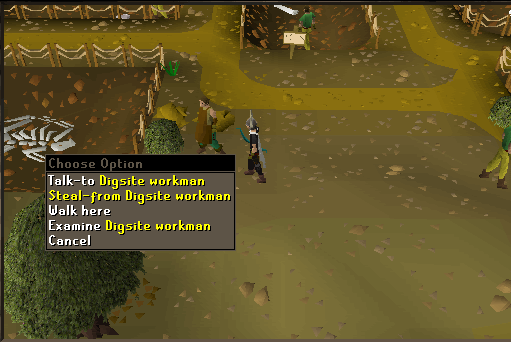 Choose Option
Talk-to Digsite workman
Steal-from Digsite workman
Walk here
Examine Digsite workman
Cancel